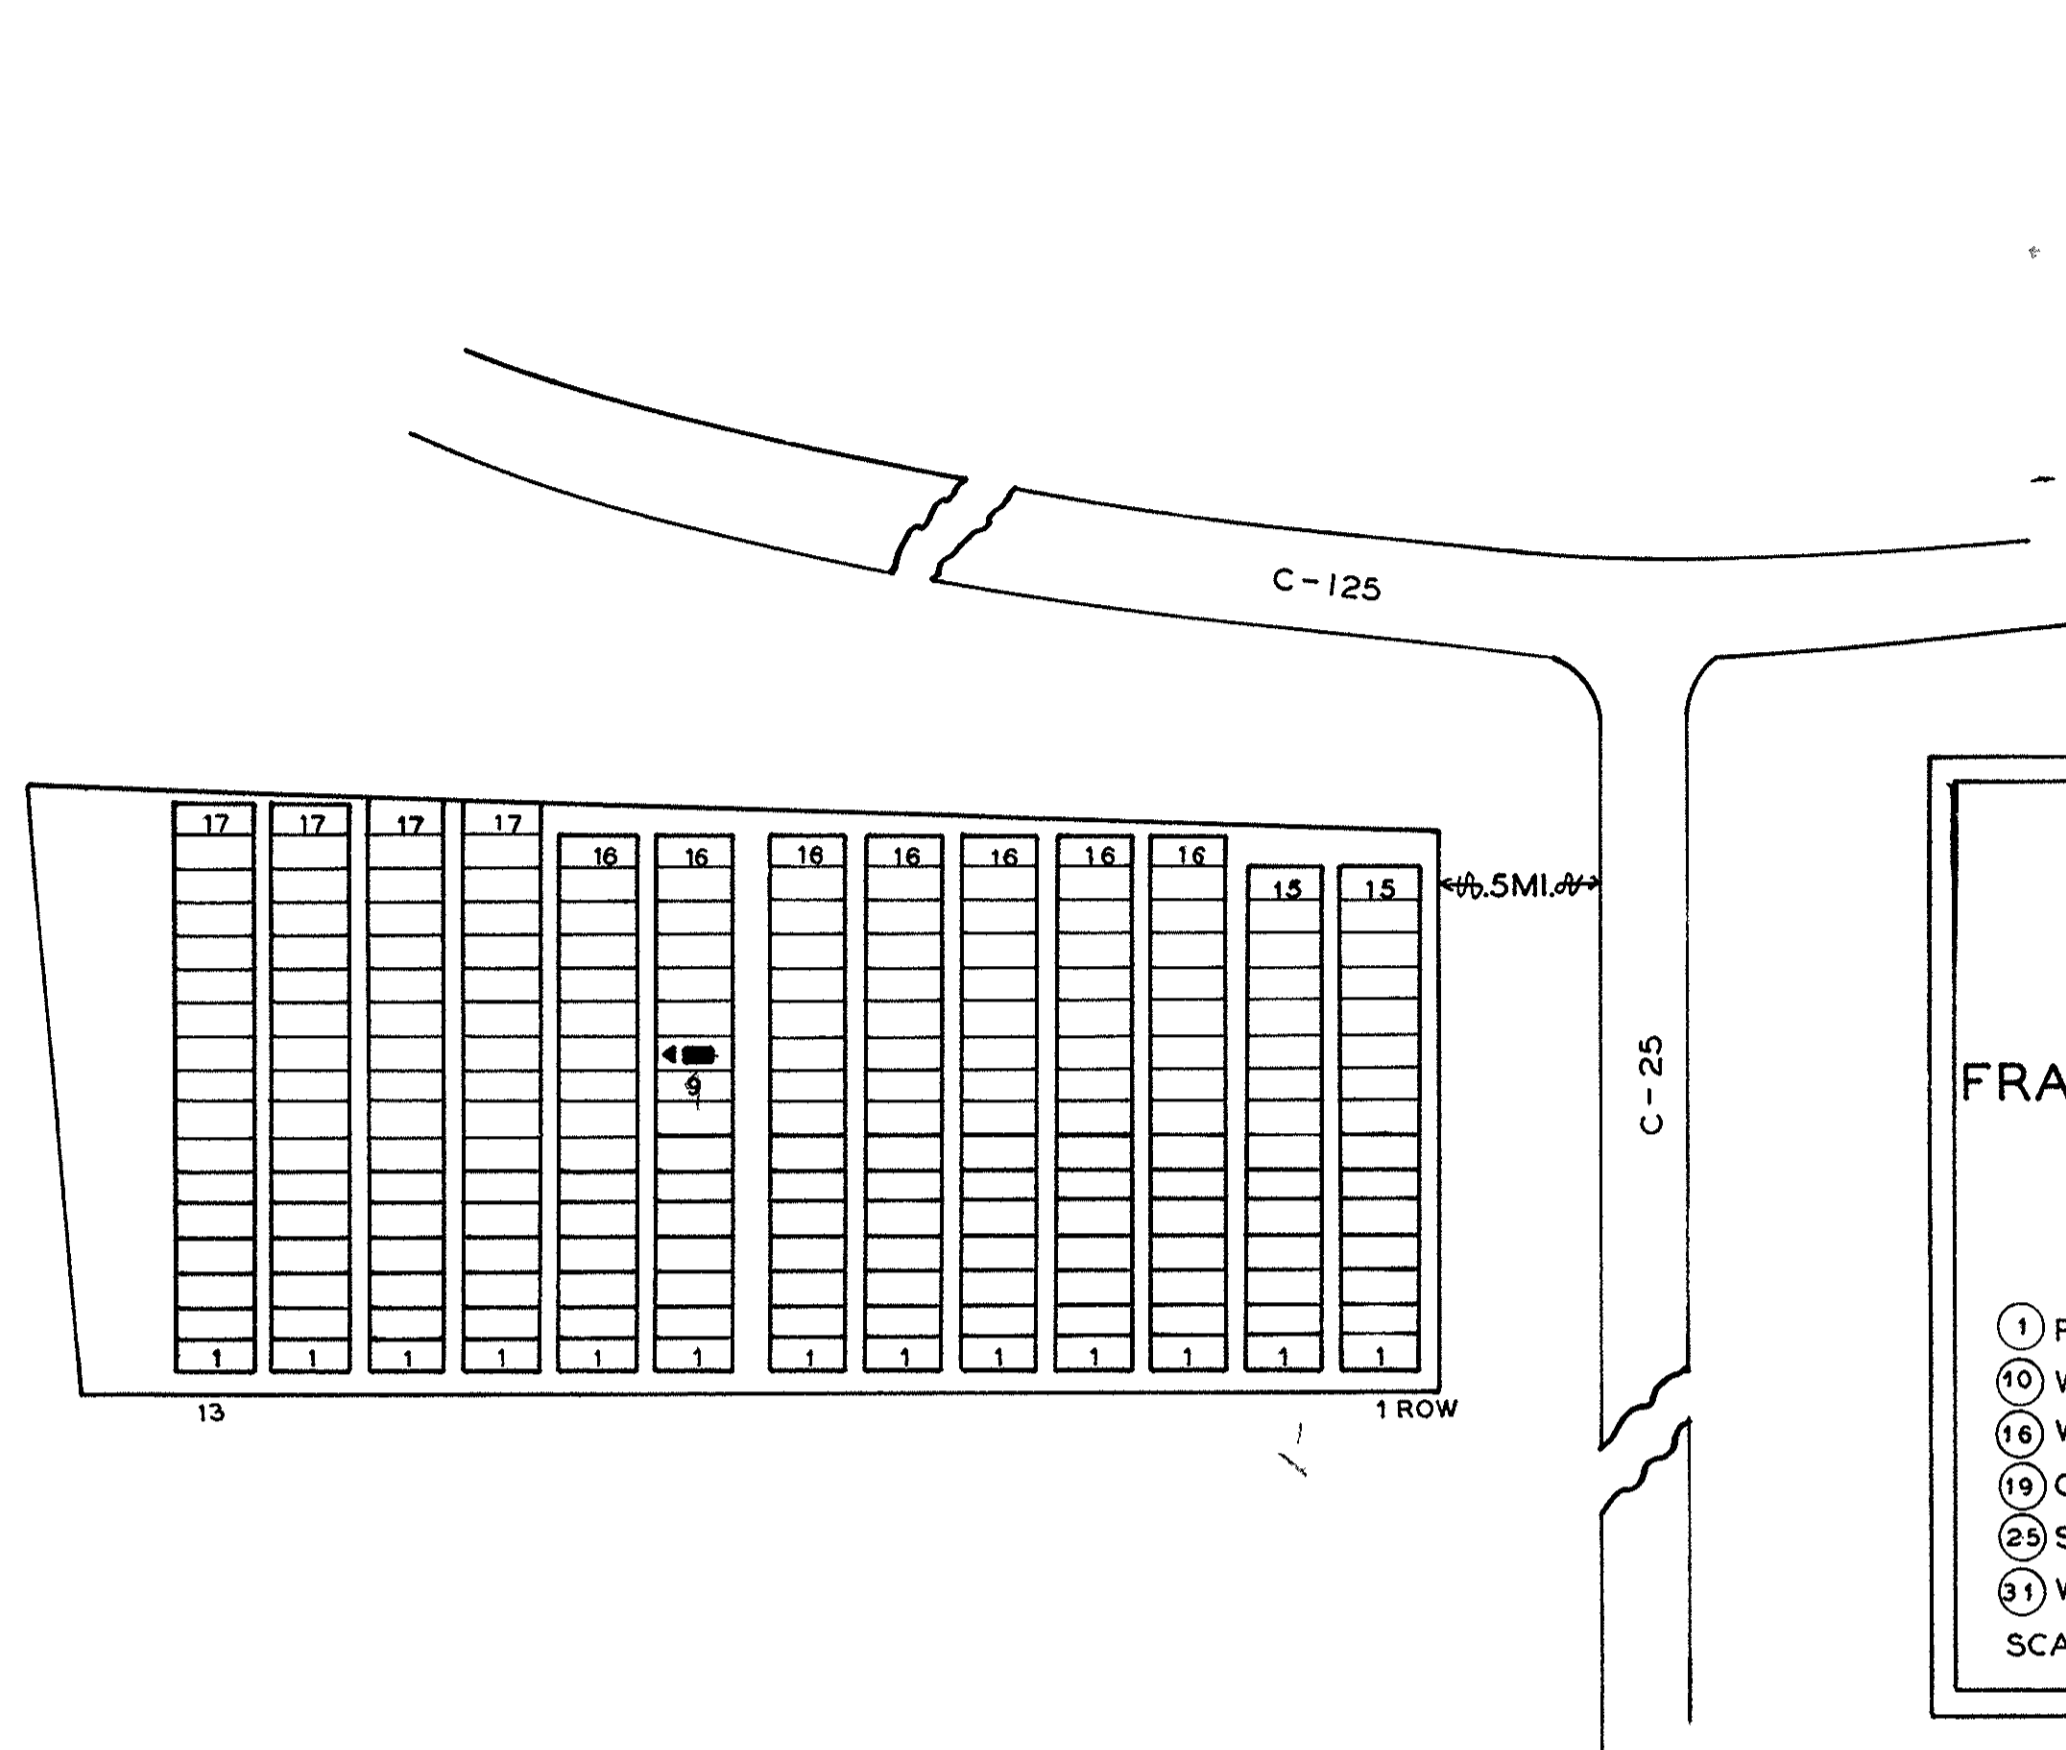 C-125
17 17 17 17
16 16 16 16 16 16 16
15 15
.5MI.
C-25
9
1 1 1 1 1 1 1 1 1 1 1 1 1
13
1 ROW
FRA
1 F
10 W
16 W
19 C
25 S
31 W
SCA